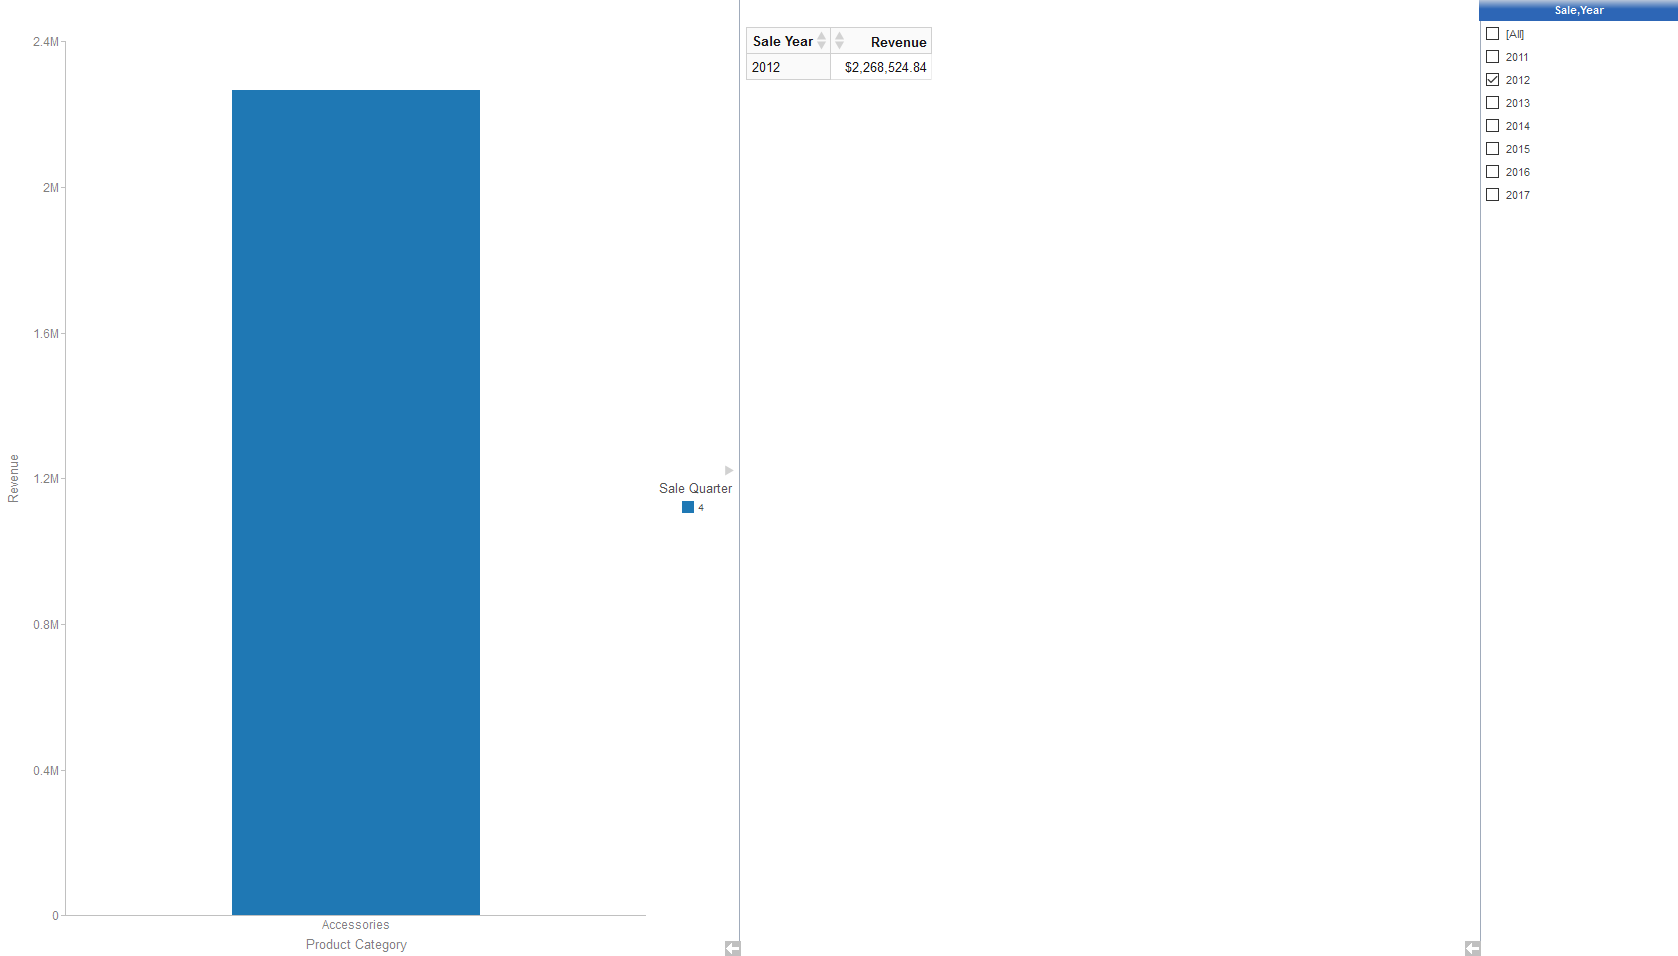 2.4M
2M
1.6M
1.2M
0.8M
0.4M
0
Revenue
Accessories
Product Category
Sale Quarter
4
Sale Year Revenue
2012 $2,268,524.84
Sale,Year
[All]
2011
2012
2013
2014
2015
2016
2017